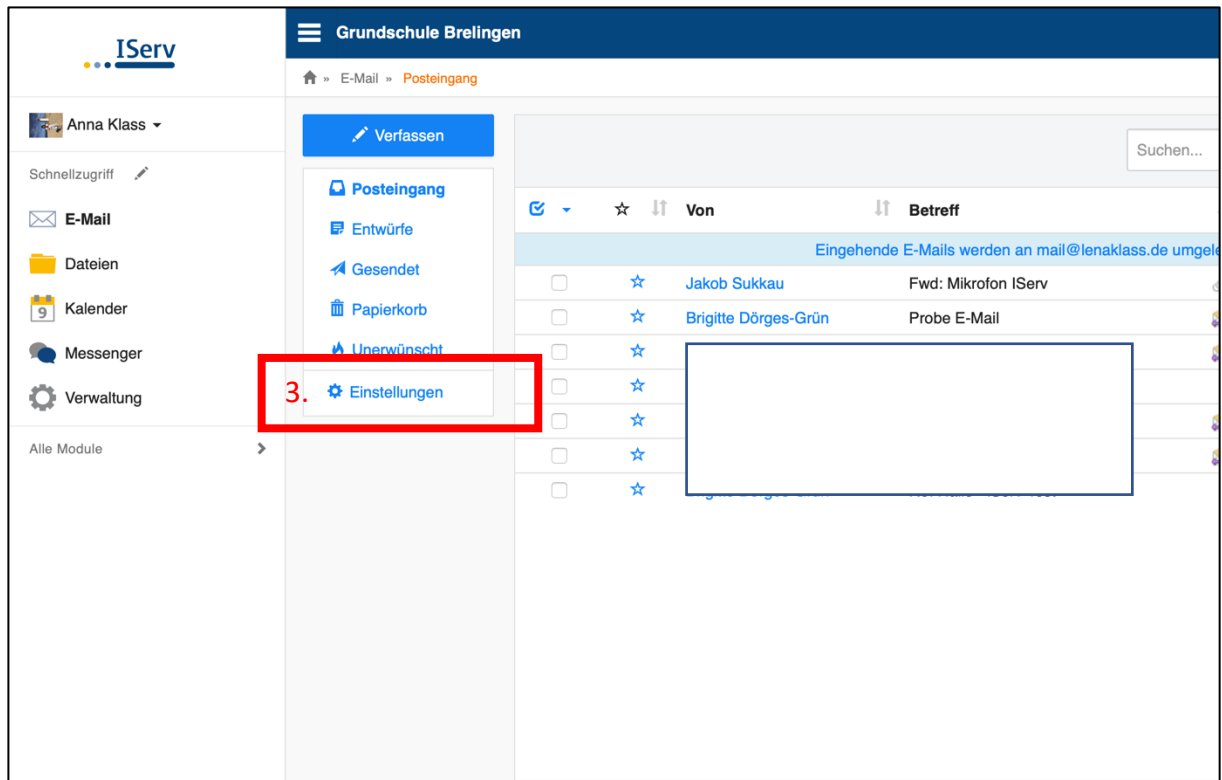 IServ
Grundschule Brelingen
» E-Mail » Posteingang
Anna Klass
Schnellzugriff
E-Mail
Dateien
9
Kalender
Messenger
Verwaltung
Alle Module
Verfassen
Posteingang
Entwürfe
Gesendet
Papierkorb
Unerwünscht
3. Einstellungen
Suchen...
Von Betreff
Eingehende E-Mails werden an mail@lenaklass.de umgele
Jakob Sukkau Fwd: Mikrofon IServ
Brigitte Dörges-Grün Probe E-Mail